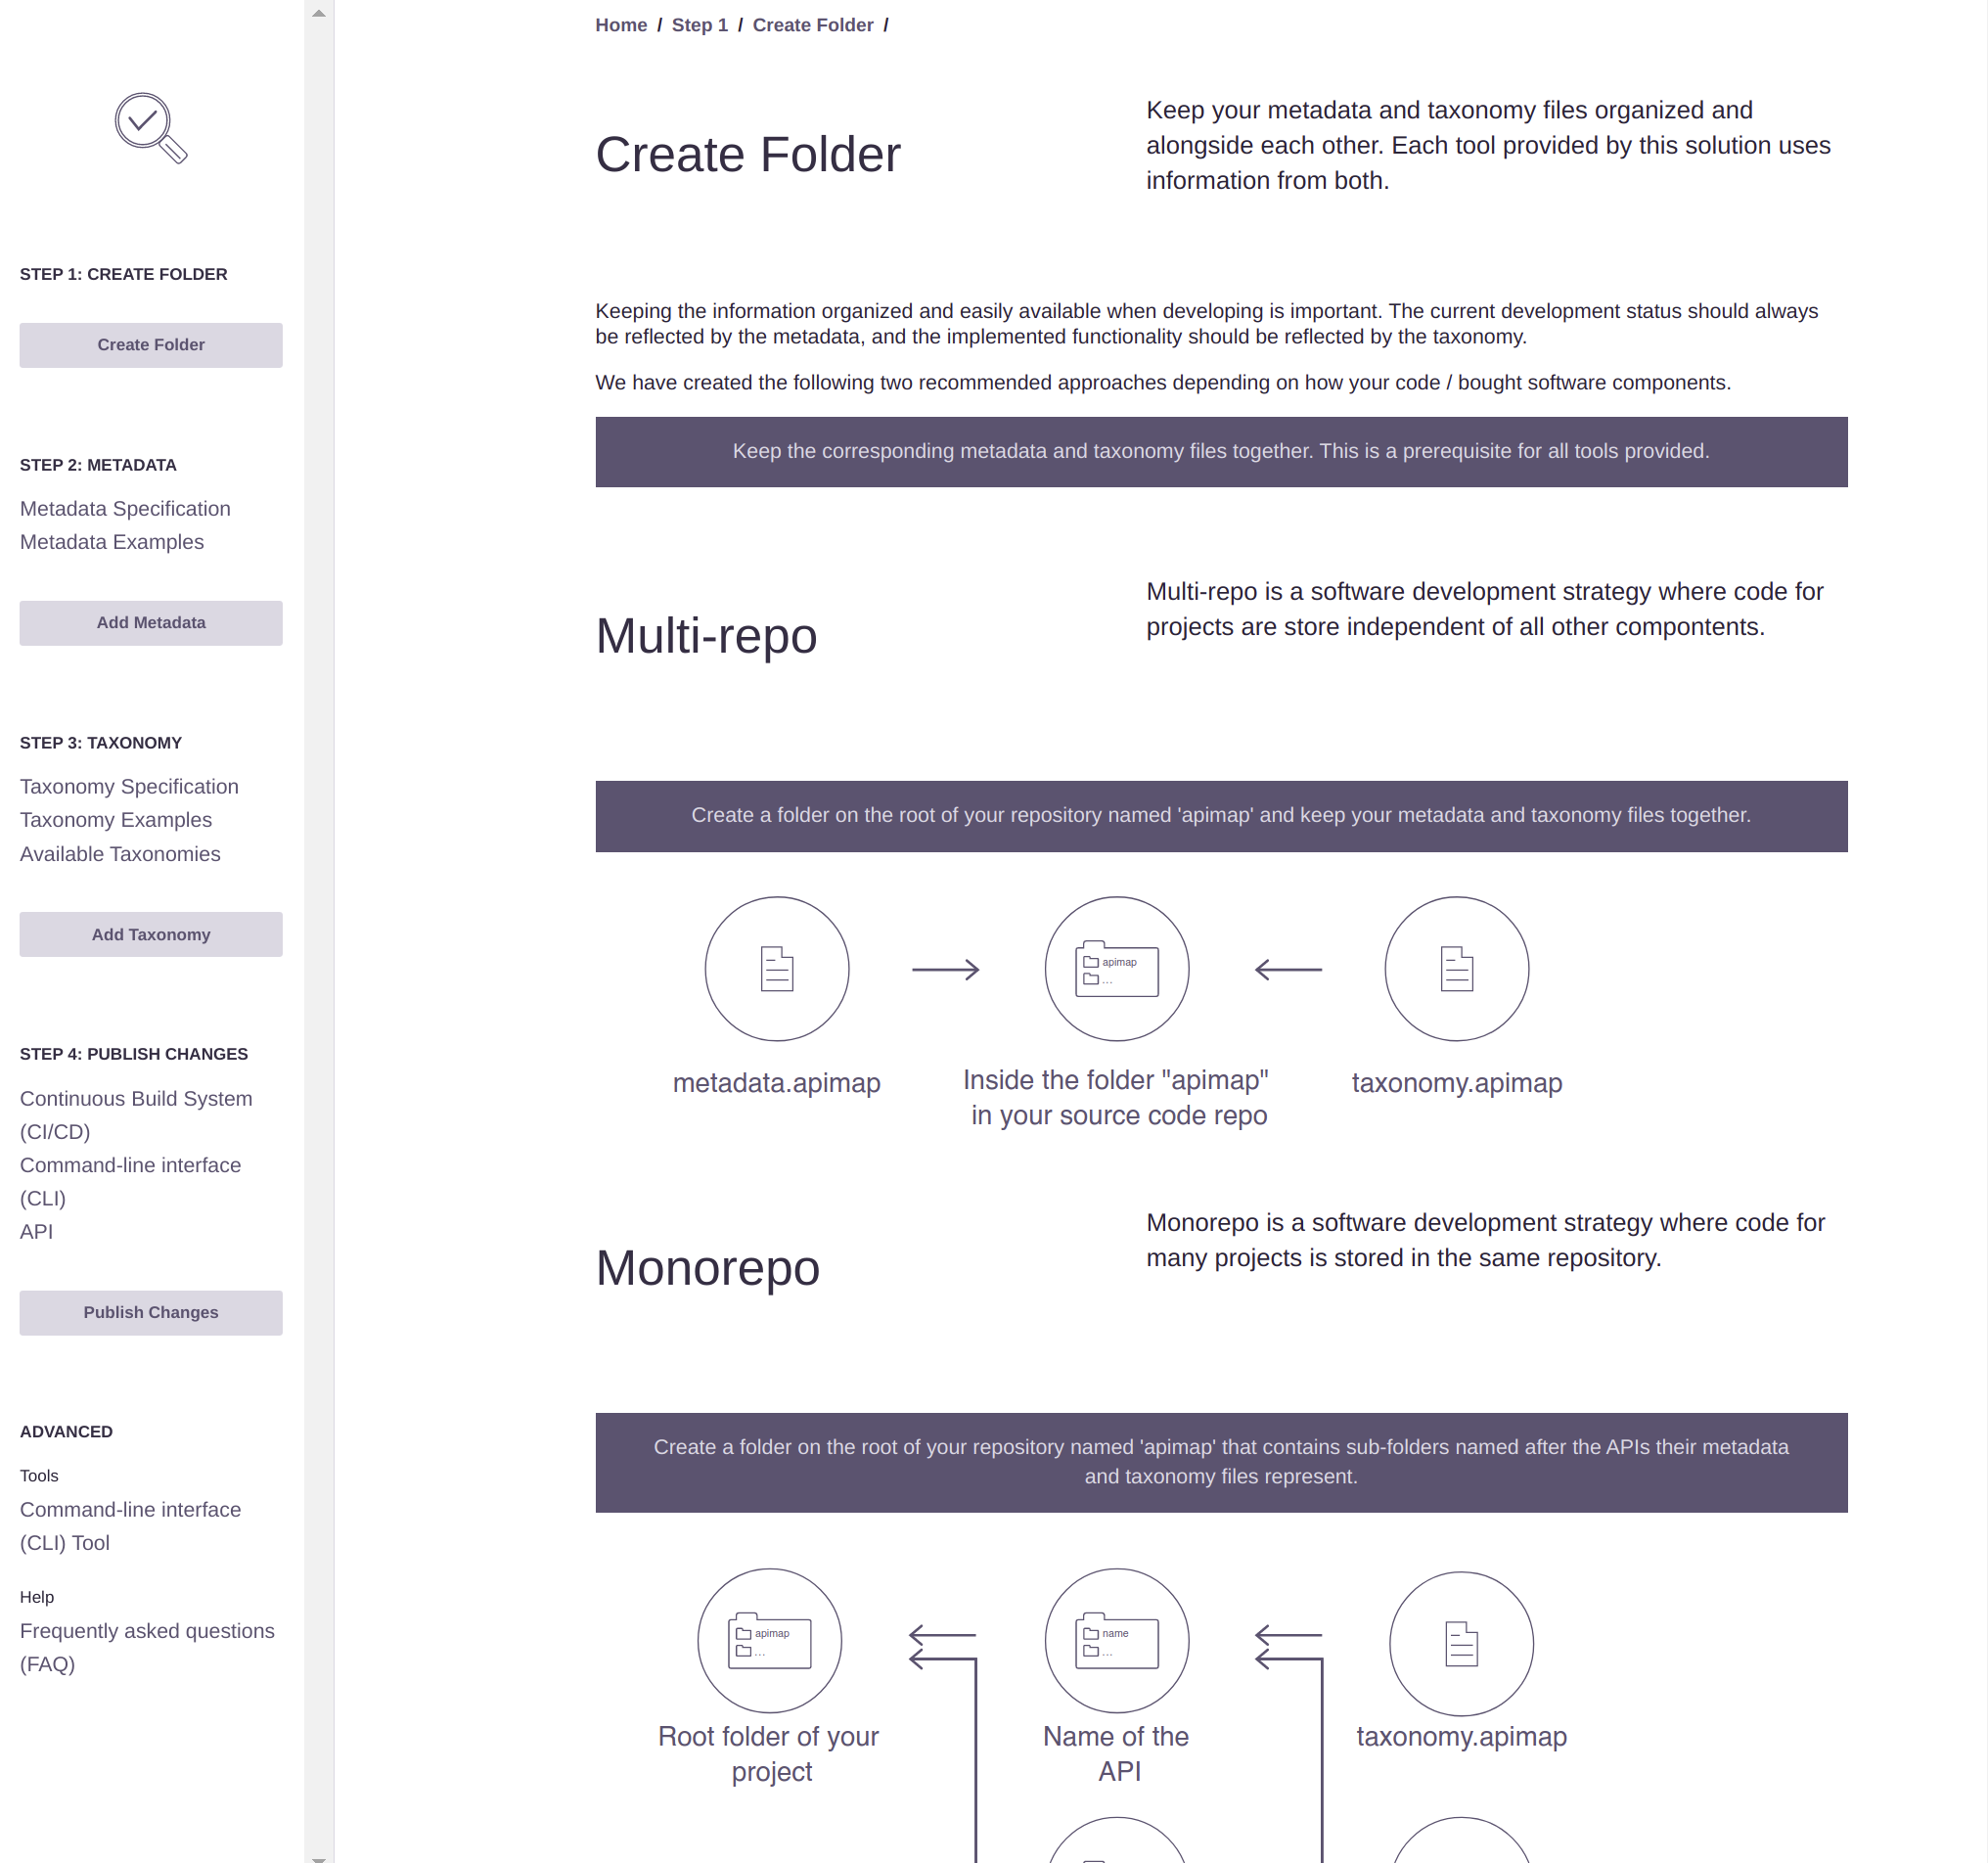 STEP 1: CREATE FOLDER
Create Folder
STEP 2: METADATA
Metadata Specification
Metadata Examples
Add Metadata
STEP 3: TAXONOMY
Taxonomy Specification
Taxonomy Examples
Available Taxonomies
Add Taxonomy
STEP 4: PUBLISH CHANGES
Continuous Build System
(CI/CD)
Command-line interface
(CLI)
API
Publish Changes
ADVANCED
Tools
Command-line interface
(CLI) Tool
Help
Frequently asked questions
(FAQ)
Home / Step 1 / Create Folder /
Create Folder
Keep your metadata and taxonomy files organized and
alongside each other. Each tool provided by this solution uses
information from both.
Keeping the information organized and easily available when developing is important. The current development status should always
be reflected by the metadata, and the implemented functionality should be reflected by the taxonomy.
We have created the following two recommended approaches depending on how your code / bought software components.
Keep the corresponding metadata and taxonomy files together. This is a prerequisite for all tools provided.
Multi-repo
Multi-repo is a software development strategy where code for
projects are store independent of all other compontents.
Create a folder on the root of your repository named 'apimap' and keep your metadata and taxonomy files together.
apimap
...
metadata.apimap
Inside the folder "apimap"
in your source code repo
taxonomy.apimap
Monorepo
Monorepo is a software development strategy where code for
many projects is stored in the same repository.
Create a folder on the root of your repository named 'apimap' that contains sub-folders named after the APIs their metadata
and taxonomy files represent.
apimap
...
name
...
Root folder of your
project
Name of the
API
taxonomy.apimap